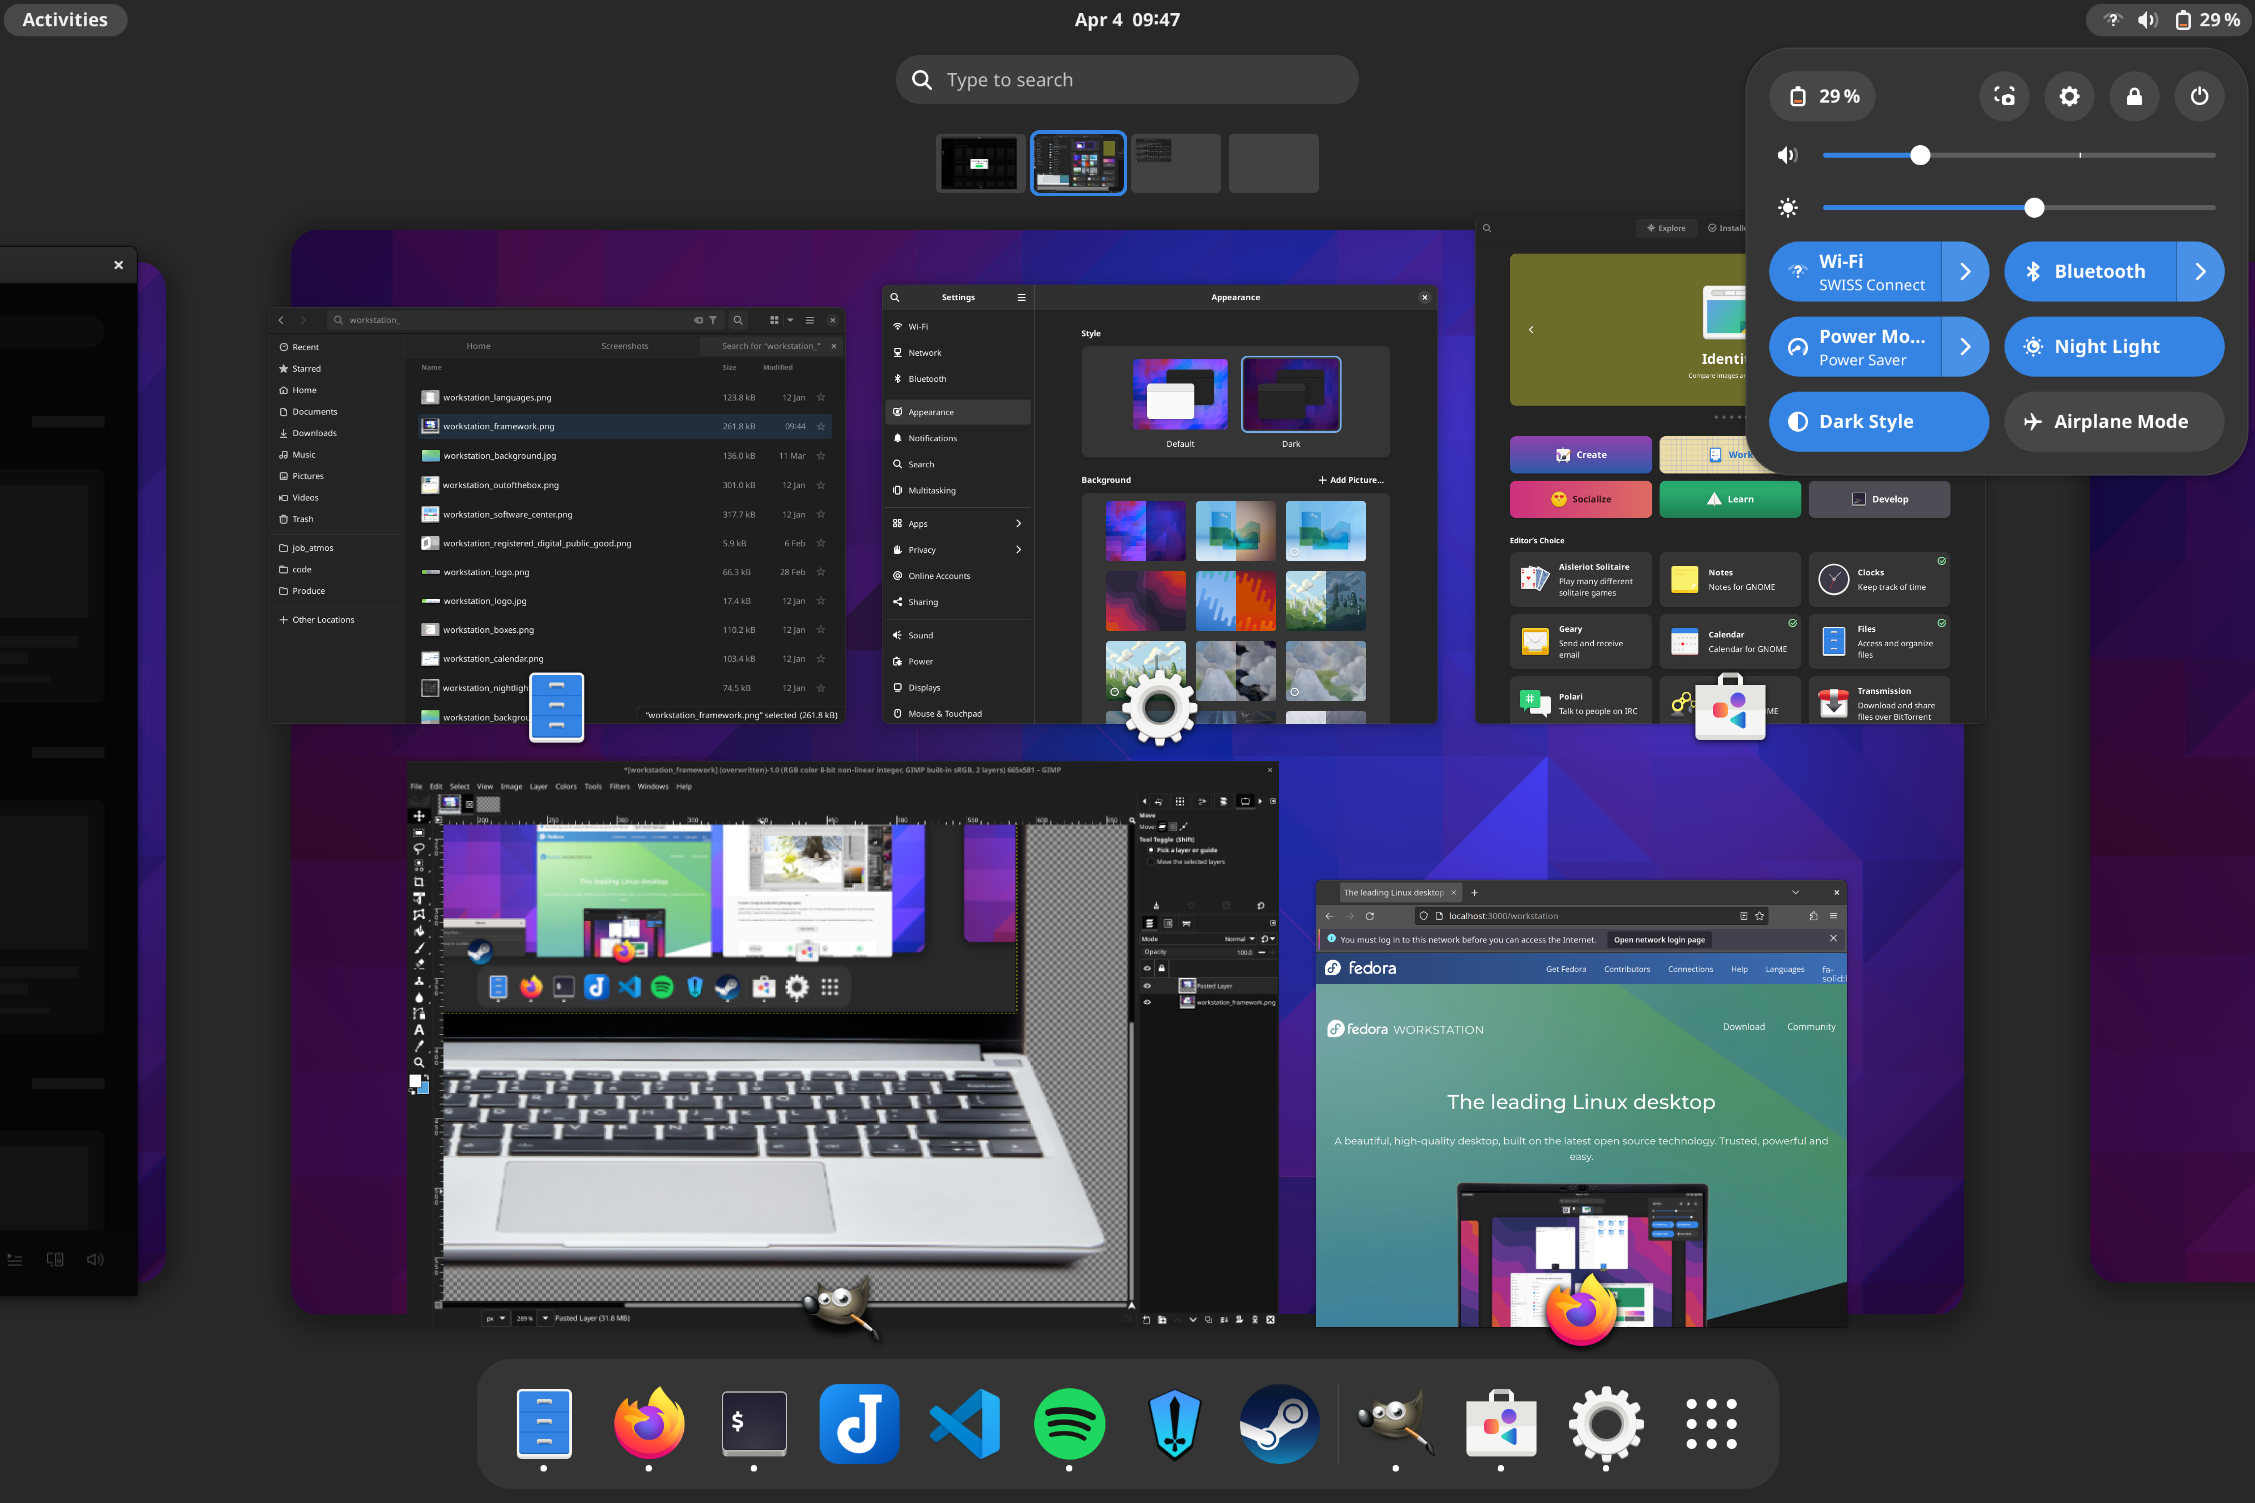 Activities
Apr 4 09:47
29 %
Type to search
29 %
Wi-Fi
SWISS Connect
Bluetooth
Power Mo...
Power Saver
Night Light
Dark Style
Airplane Mode
workstation_
Home
Screenshots
Search for "workstation_"
Name
Size
Modified
Recent
Starred
Home
Documents
Downloads
Music
Pictures
Videos
Trash
job_atmos
code
Produce
Other Locations
workstation_languages.png 123.8 kB 12 Jan
workstation_framework.png 261.8 kB 09:44
workstation_background.jpg 136.0 kB 11 Mar
workstation_outofthebox.png 301.0 kB 12 Jan
workstation_software_center.png 317.7 kB 12 Jan
workstation_registered_digital_public_good.png 5.9 kB 6 Feb
workstation_logo.png 66.3 kB 28 Feb
workstation_logo.jpg 17.4 kB 12 Jan
workstation_boxes.png 110.2 kB 12 Jan
workstation_calendar.png 103.4 kB 12 Jan
workstation_nightligh 74.5 kB 12 Jan
workstation_backgrou
"workstation_framework.png" selected (261.8 kB)
Settings
Appearance
Wi-Fi
Network
Bluetooth
Appearance
Notifications
Search
Multitasking
Apps
Privacy
Online Accounts
Sharing
Sound
Power
Displays
Mouse & Touchpad
Style
Default
Dark
Background
Add Picture...
Explore
Installe
Identi
Compare images a
Create
Work
Socialize
Learn
Develop
Editor's Choice
Aisleriot Solitaire
Play many different
solitaire games
Notes
Notes for GNOME
Clocks
Keep track of time
Geary
Send and receive
email
Calendar
Calendar for GNOME
Files
Access and organize
files
Polari
Talk to people on IRC
ME
Transmission
Download and share
files over BitTorrent
*[workstation_framework] (overwritten)-1.0 (RGB color 8-bit non-linear integer, GIMP built-in sRGB, 2 layers) 665x581 – GIMP
File Edit Select View Image Layer Colors Tools Filters Windows Help
Move
Move:
Tool Toggle (Shift)
Pick a layer or guide
Move the selected layers
Mode
Normal
Opacity
100.0
Pasted Layer
workstation_framework.png
fedora
The leading Linux desktop
px
289 %
Pasted Layer (31.8 MB)
The leading Linux desktop
localhost:3000/workstation
You must log in to this network before you can access the Internet.
Open network login page
fedora
Get Fedora
Contributors
Connections
Help
Languages
fa-
solid:l
fedora WORKSTATION
Download
Community
The leading Linux desktop
A beautiful, high-quality desktop, built on the latest open source technology. Trusted, powerful and
easy.
$